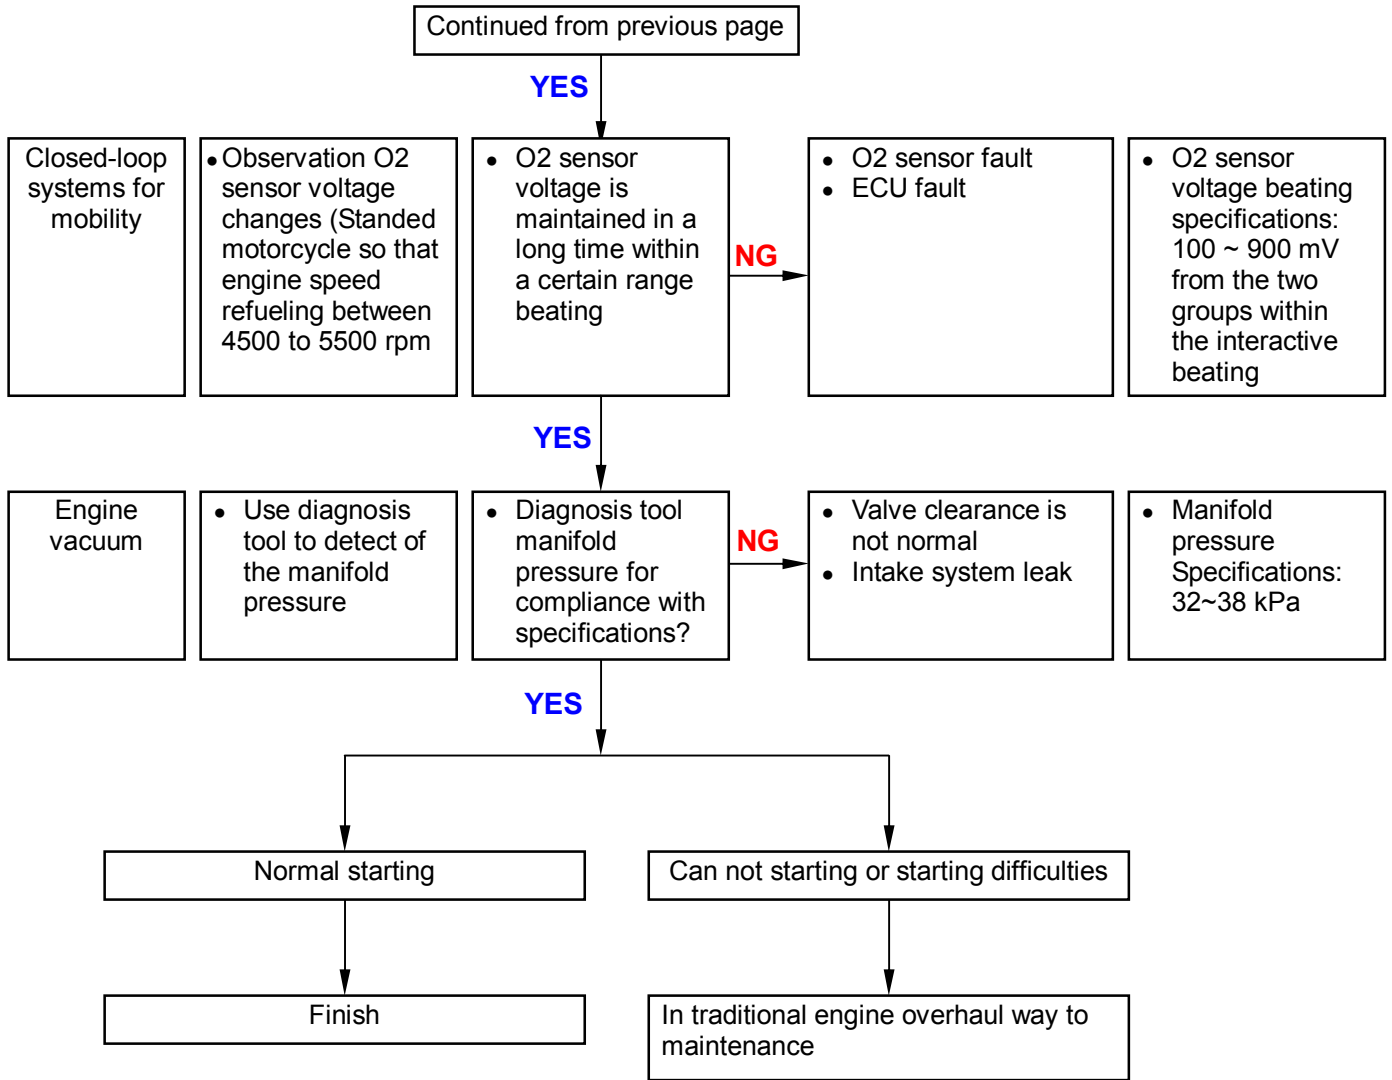 Continued from previous page
YES
Closed-loop
systems for
mobility
• Observation O2
sensor voltage
changes (Standed
motorcycle so that
engine speed
refueling between
4500 to 5500 rpm
• O2 sensor
voltage is
maintained in a
long time within
a certain range
beating
NG
• O2 sensor fault
• ECU fault
• O2 sensor
voltage beating
specifications:
100 ~ 900 mV
from the two
groups within
the interactive
beating
YES
Engine
vacuum
• Use diagnosis
tool to detect of
the manifold
pressure
• Diagnosis tool
manifold
pressure for
compliance with
specifications?
NG
• Valve clearance is
not normal
• Intake system leak
• Manifold
pressure
Specifications:
32~38 kPa
YES
Normal starting
Can not starting or starting difficulties
Finish
In traditional engine overhaul way to
maintenance